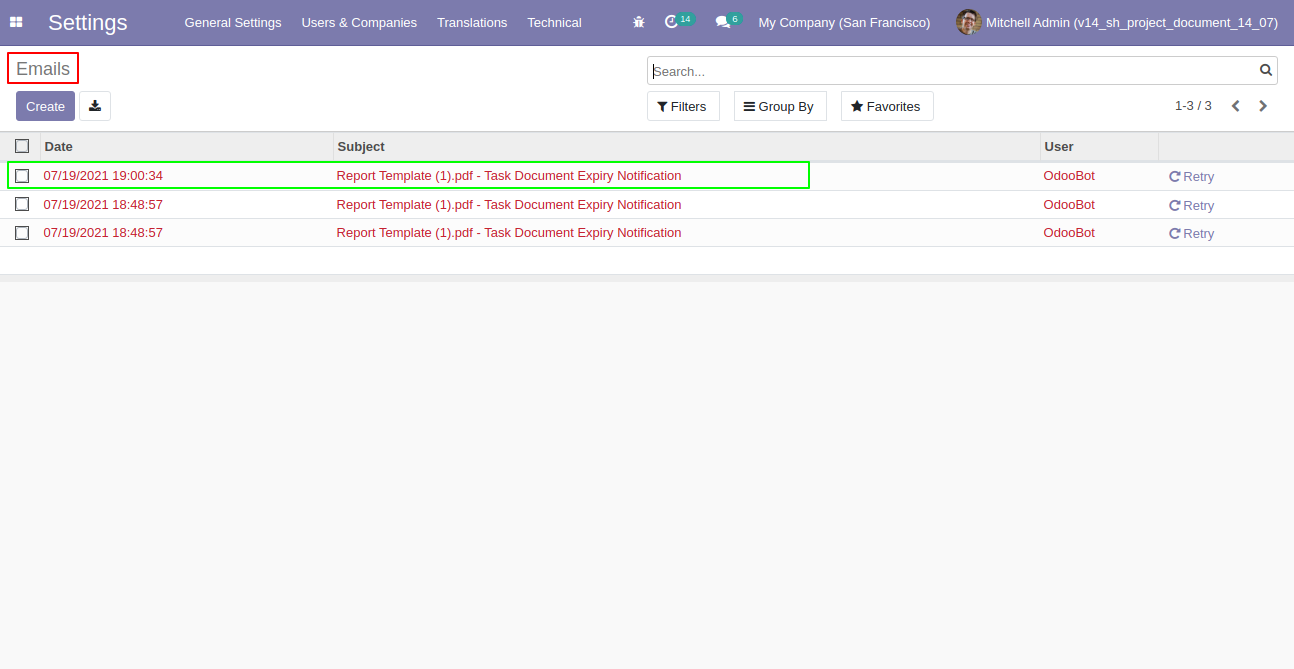 Settings General Settings Users & Companies Translations Technical 14 6 My Company (San Francisco) Mitchell Admin (v14_sh_project_document_14_07)
Emails
Search...
Create Filters Group By Favorites 1-3 / 3
Date Subject User
07/19/2021 19:00:34 Report Template (1).pdf - Task Document Expiry Notification OdooBot Retry
07/19/2021 18:48:57 Report Template (1).pdf - Task Document Expiry Notification OdooBot Retry
07/19/2021 18:48:57 Report Template (1).pdf - Task Document Expiry Notification OdooBot Retry